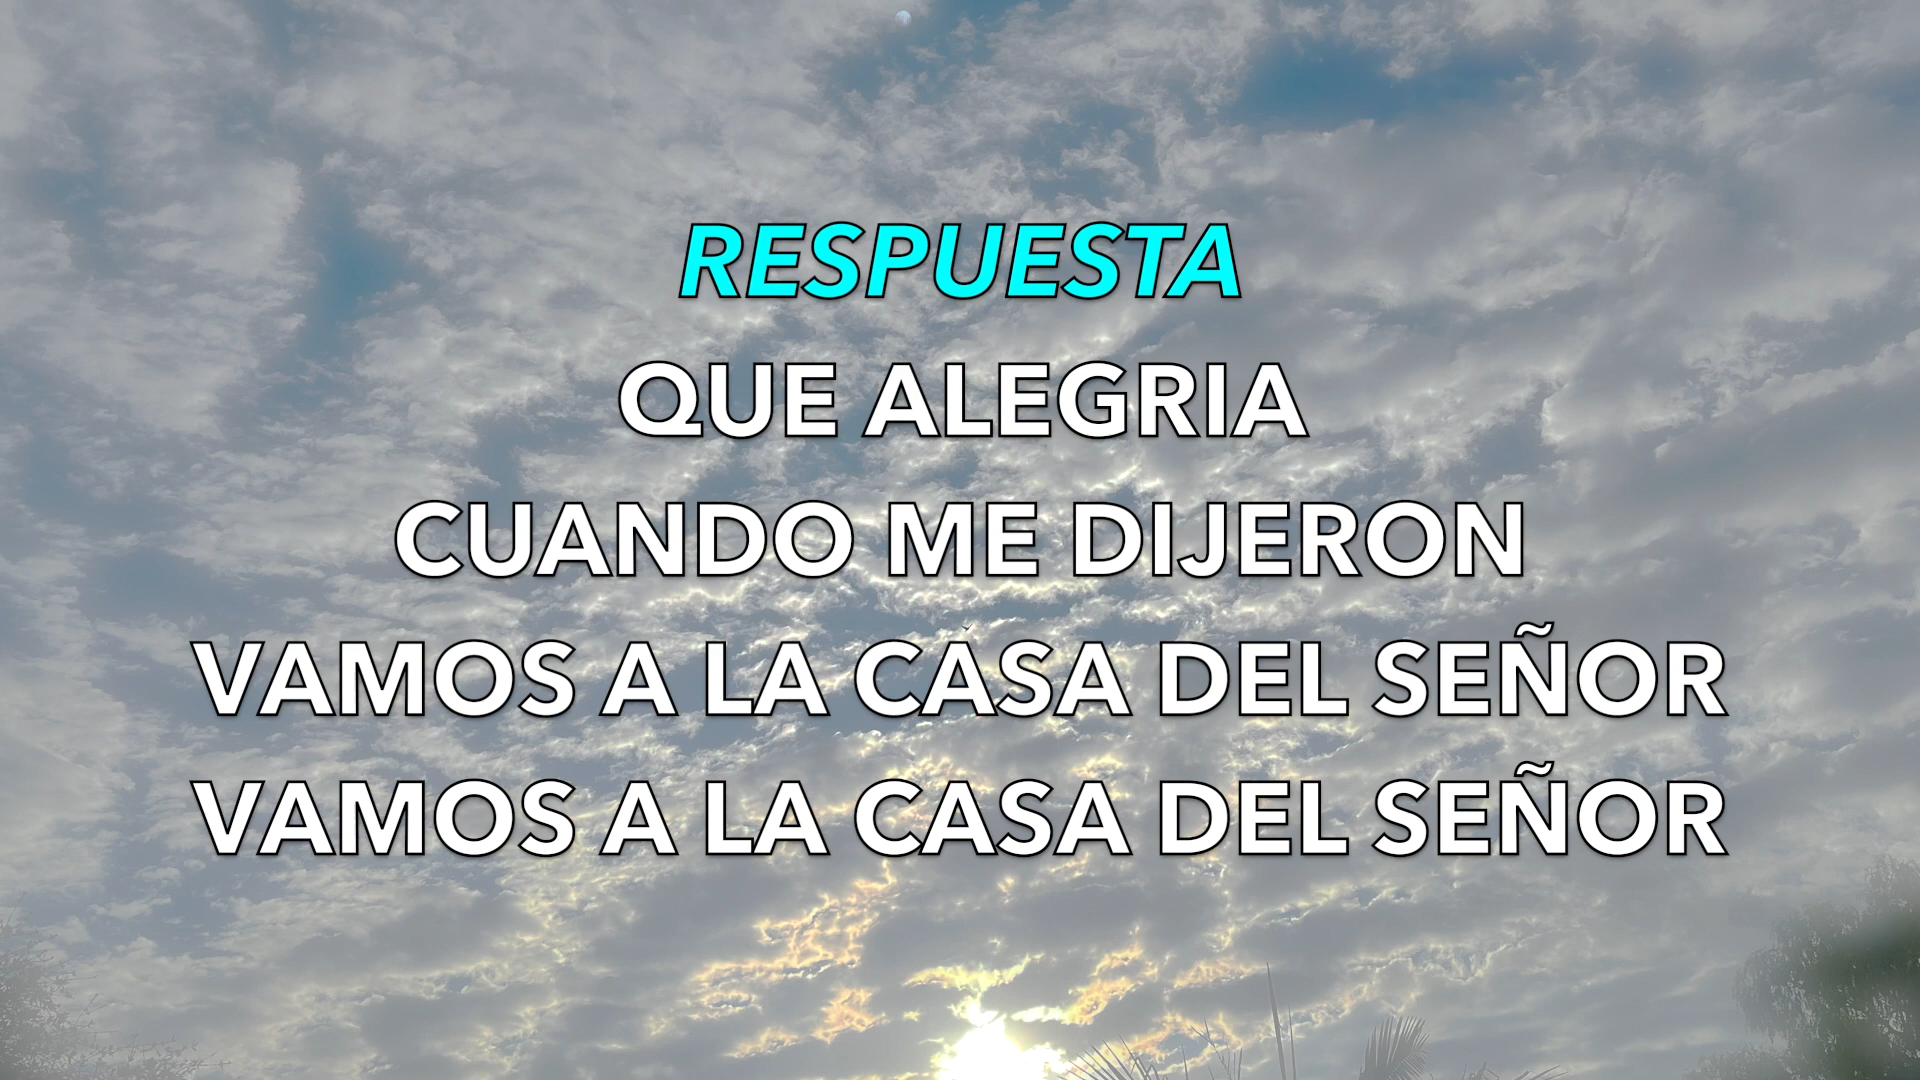 RESPUESTA
QUE ALEGRIA
CUANDO ME DIJERON
VAMOS A LA CASA DEL SEÑOR
VAMOS A LA CASA DEL SEÑOR